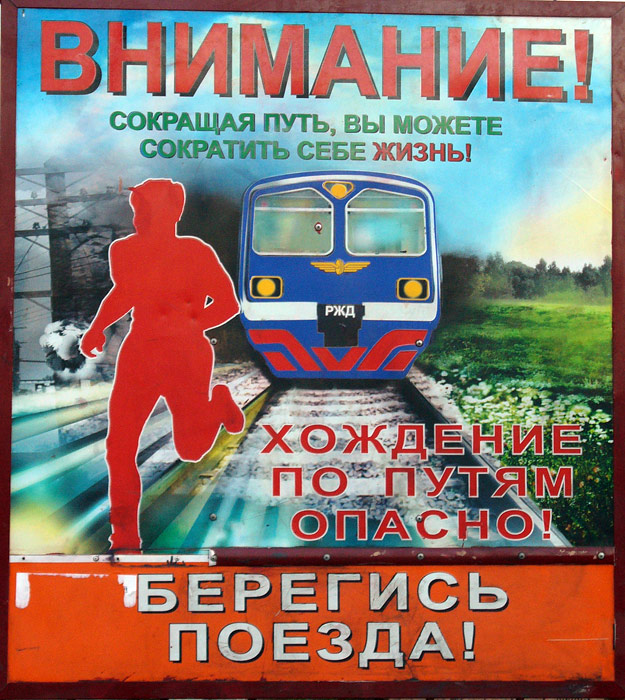 ВНИМАНИЕ!
СОКРАЩАЯ ПУТЬ, ВЫ МОЖЕТЕ
СОКРАТИТЬ СЕБЕ ЖИЗНЬ!
РЖД
ХОЖДЕНИЕ
ПО ПУТЯМ
ОПАСНО!
БЕРЕГИСЬ
ПОЕЗДА!